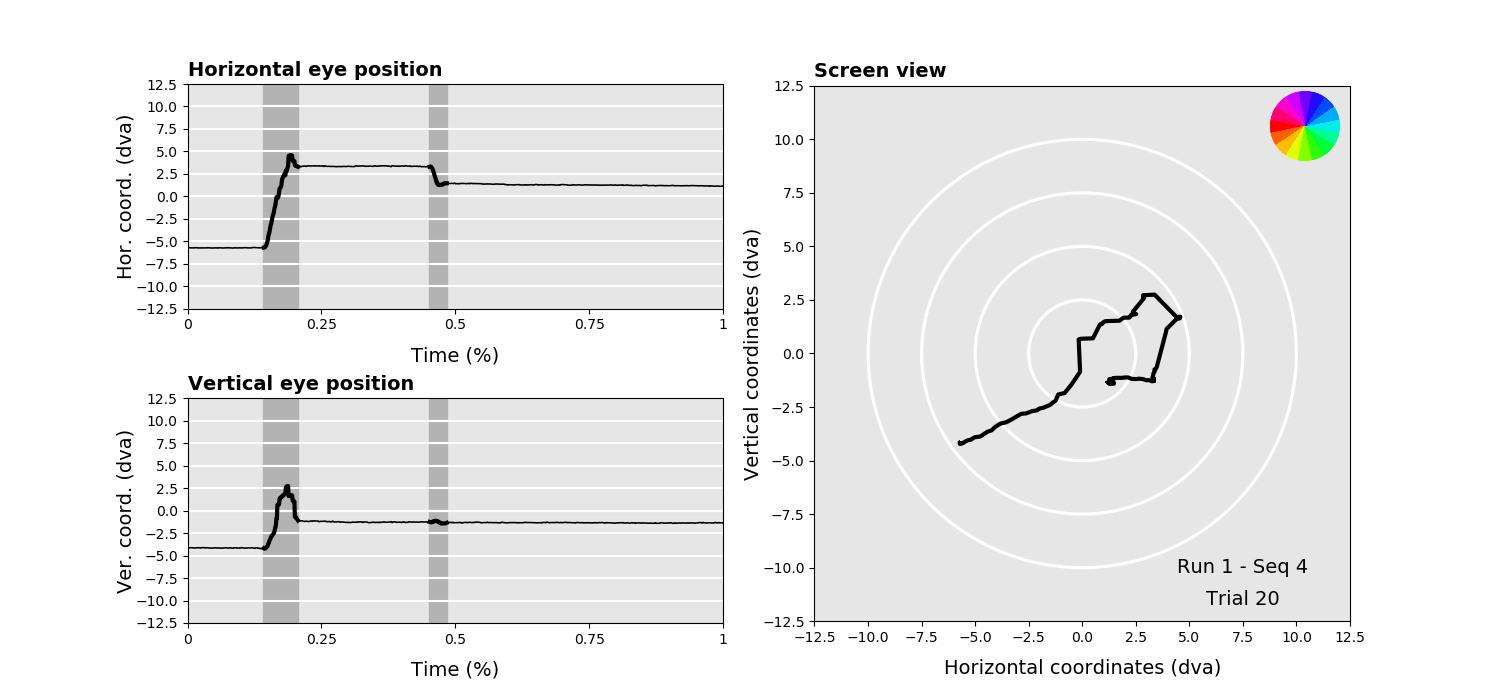 Horizontal eye position
Hor. coord. (dva)
12.5
10.0
7.5
5.0
2.5
0.0
−2.5
−5.0
−7.5
−10.0
−12.5
0 0.25 0.5 0.75 1
Time (%)
Vertical eye position
Ver. coord. (dva)
12.5
10.0
7.5
5.0
2.5
0.0
−2.5
−5.0
−7.5
−10.0
−12.5
0 0.25 0.5 0.75 1
Time (%)
Screen view
Vertical coordinates (dva)
12.5
10.0
7.5
5.0
2.5
0.0
−2.5
−5.0
−7.5
−10.0
−12.5
Run 1 - Seq 4
Trial 20
−12.5 −10.0 −7.5 −5.0 −2.5 0.0 2.5 5.0 7.5 10.0 12.5
Horizontal coordinates (dva)